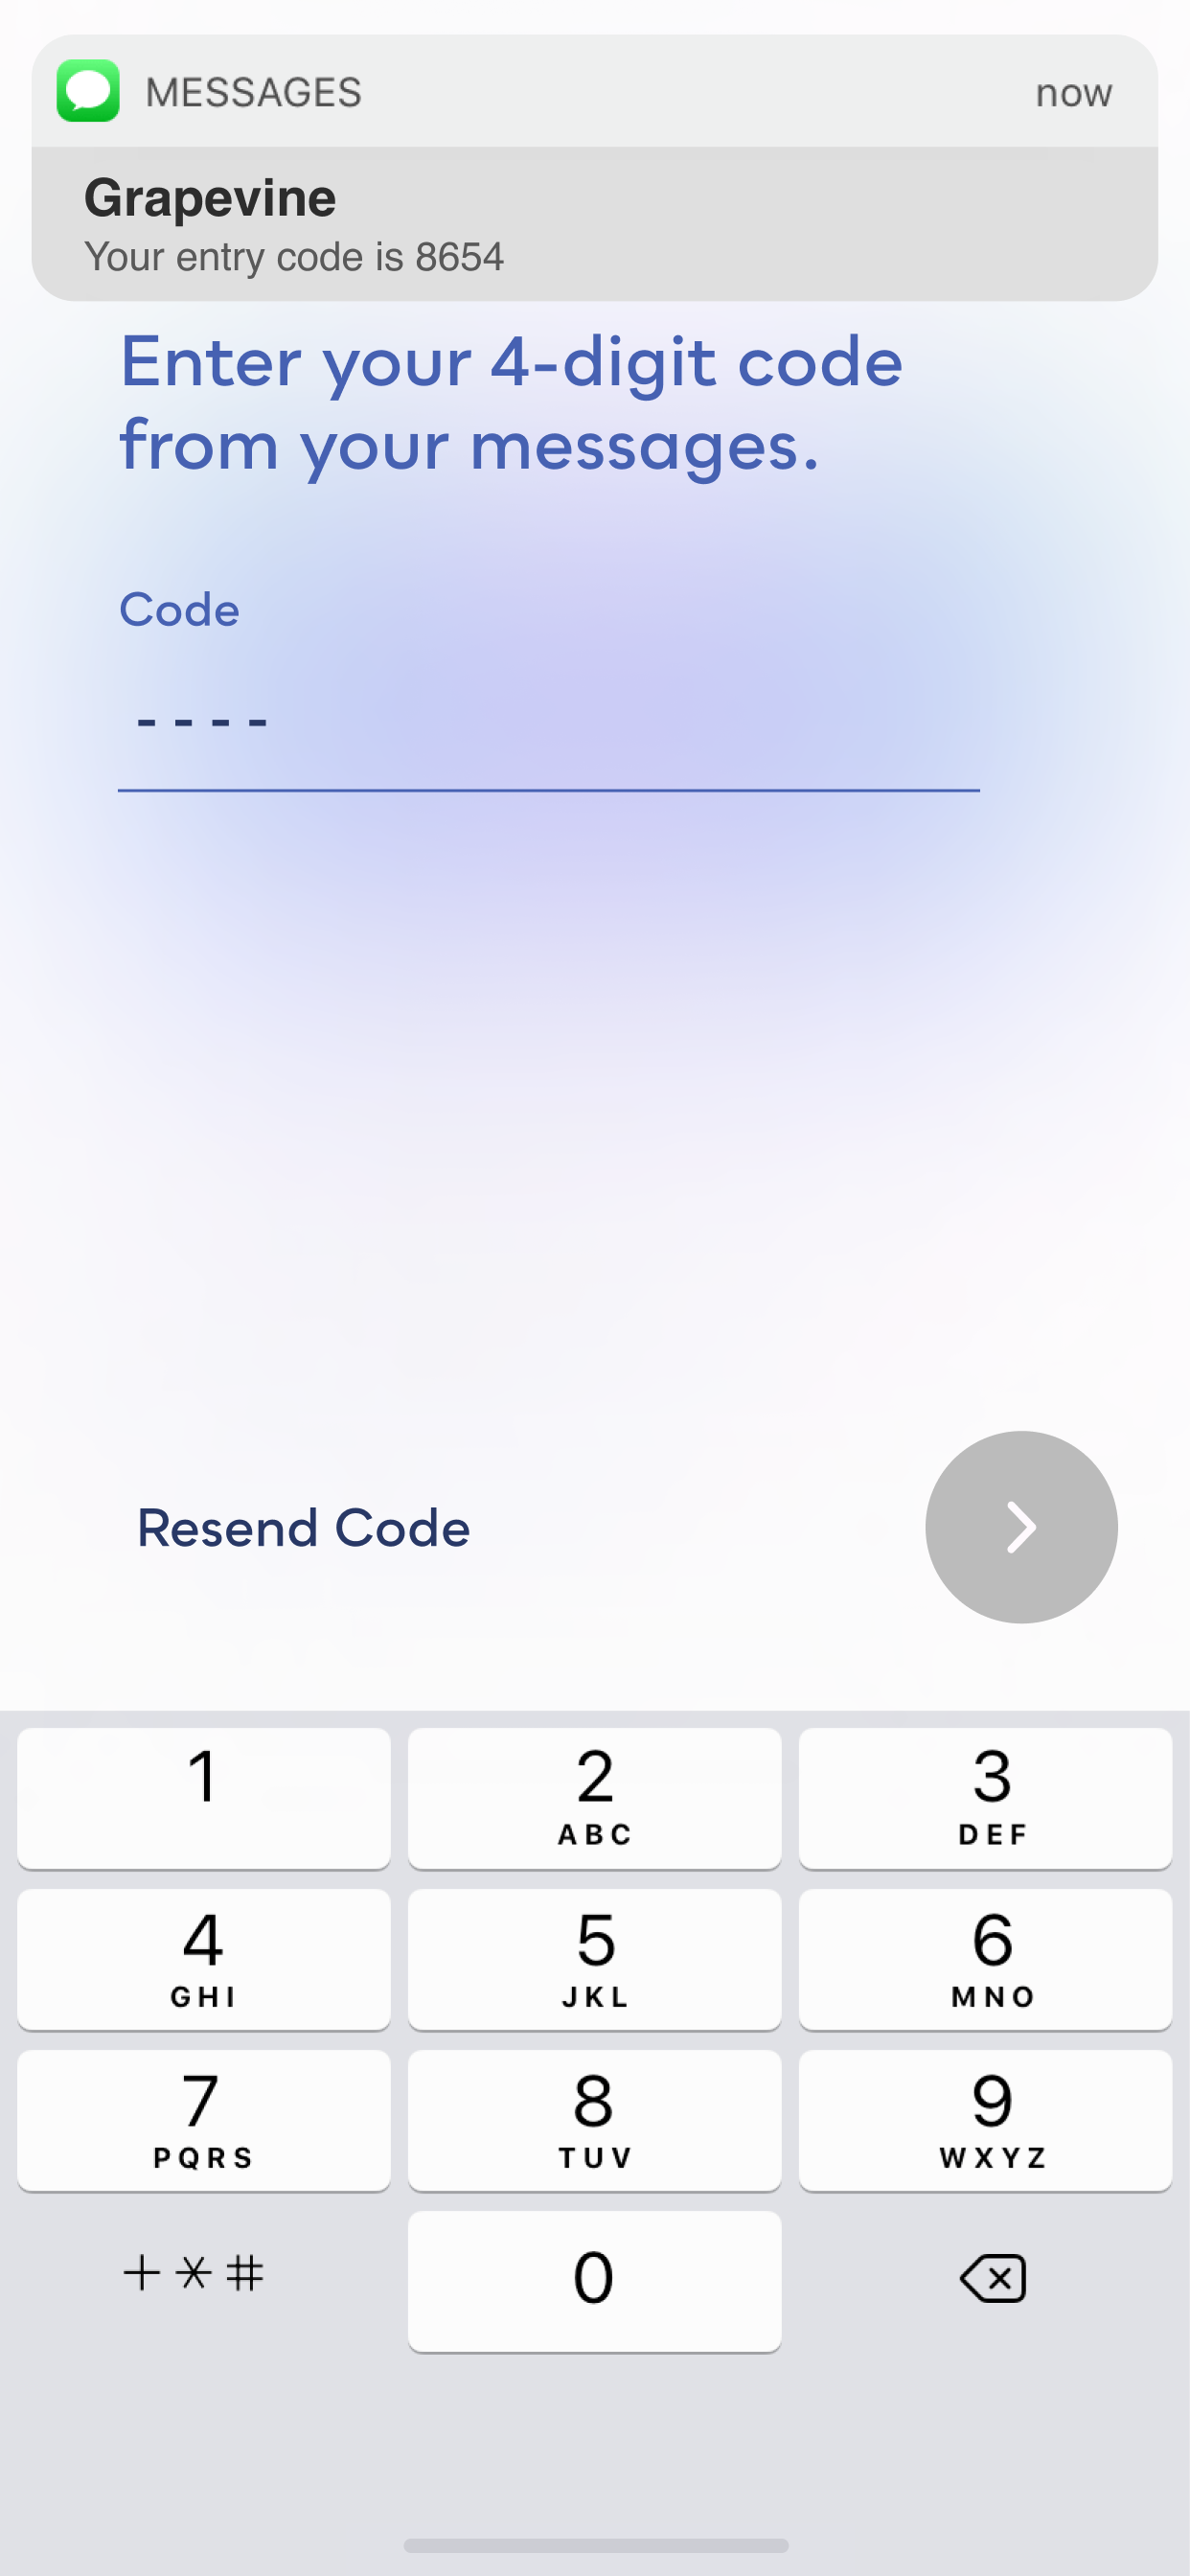 MESSAGES now
Grapevine
Your entry code is 8654
Enter your 4-digit code
from your messages.
Code
----
Resend Code
1 2 3
ABC DEF
4 5 6
GHI JKL MNO
7 8 9
PQRS TUV WXYZ
+*# 0